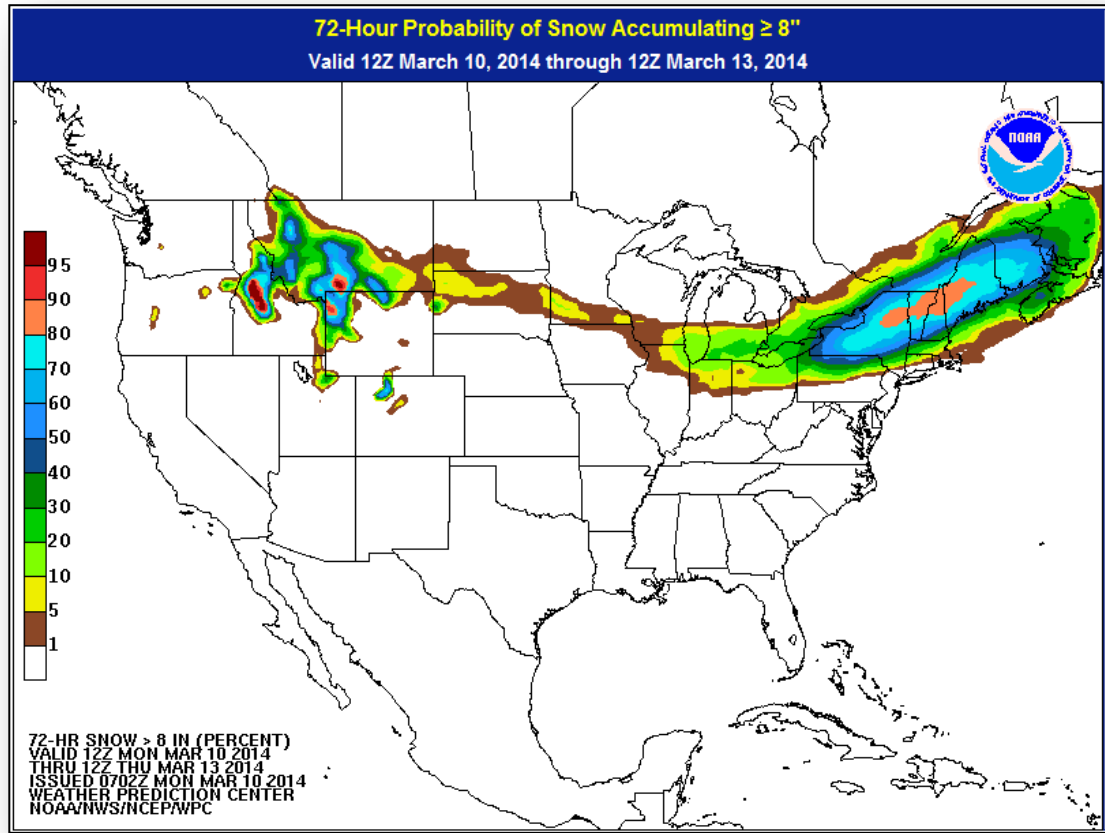 72-Hour Probability of Snow Accumulating ≥ 8"
Valid 12Z March 10, 2014 through 12Z March 13, 2014
NOAA
95
90
80
70
60
50
40
30
20
10
5
1
72-HR SNOW > 8 IN (PERCENT)
VALID 12Z MON MAR 10 2014
THRU 12Z THU MAR 13 2014
ISSUED 0702Z MON MAR 10 2014
WEATHER PREDICTION CENTER
NOAA/NWS/NCEP/WPC